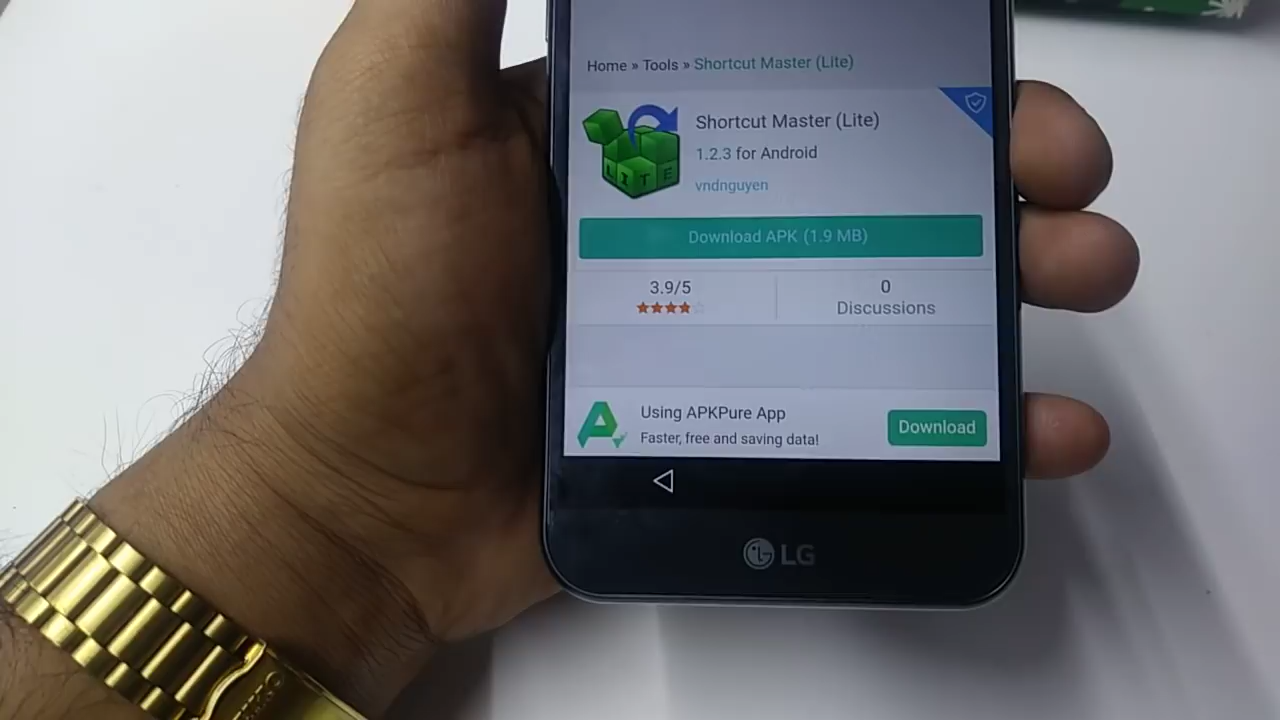 Home » Tools » Shortcut Master (Lite)
Shortcut Master (Lite)
1.2.3 for Android
vndnguyen
LITE
Download APK (1.9 MB)
3.9/5
0
Discussions
Using APKPure App
Faster, free and saving data!
Download
LG